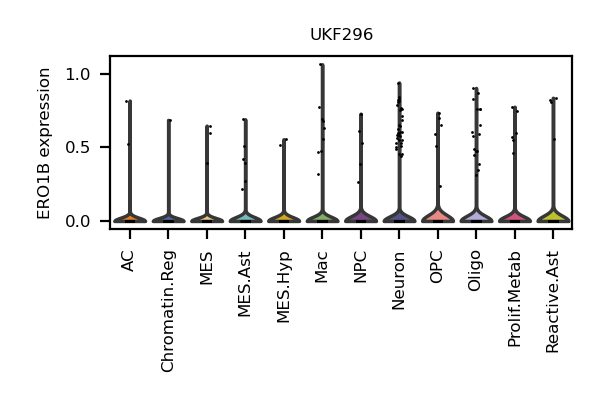 UKF296
ERO1B expression
1.0
0.5
0.0
AC
Chromatin.Reg
MES
MES.Ast
MES.Hyp
Mac
NPC
Neuron
OPC
Oligo
Prolif.Metab
Reactive.Ast